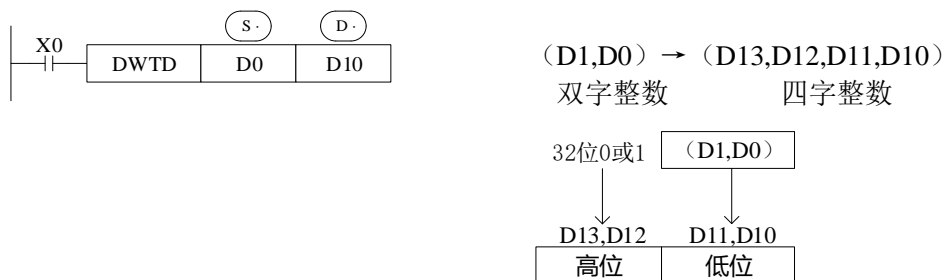 S·
D·
X0
DWTD
D0
D10
（D1,D0）→（D13,D12,D11,D10）
双字整数
四字整数
32位0或1
（D1,D0）
D13,D12
D11,D10
高位
低位